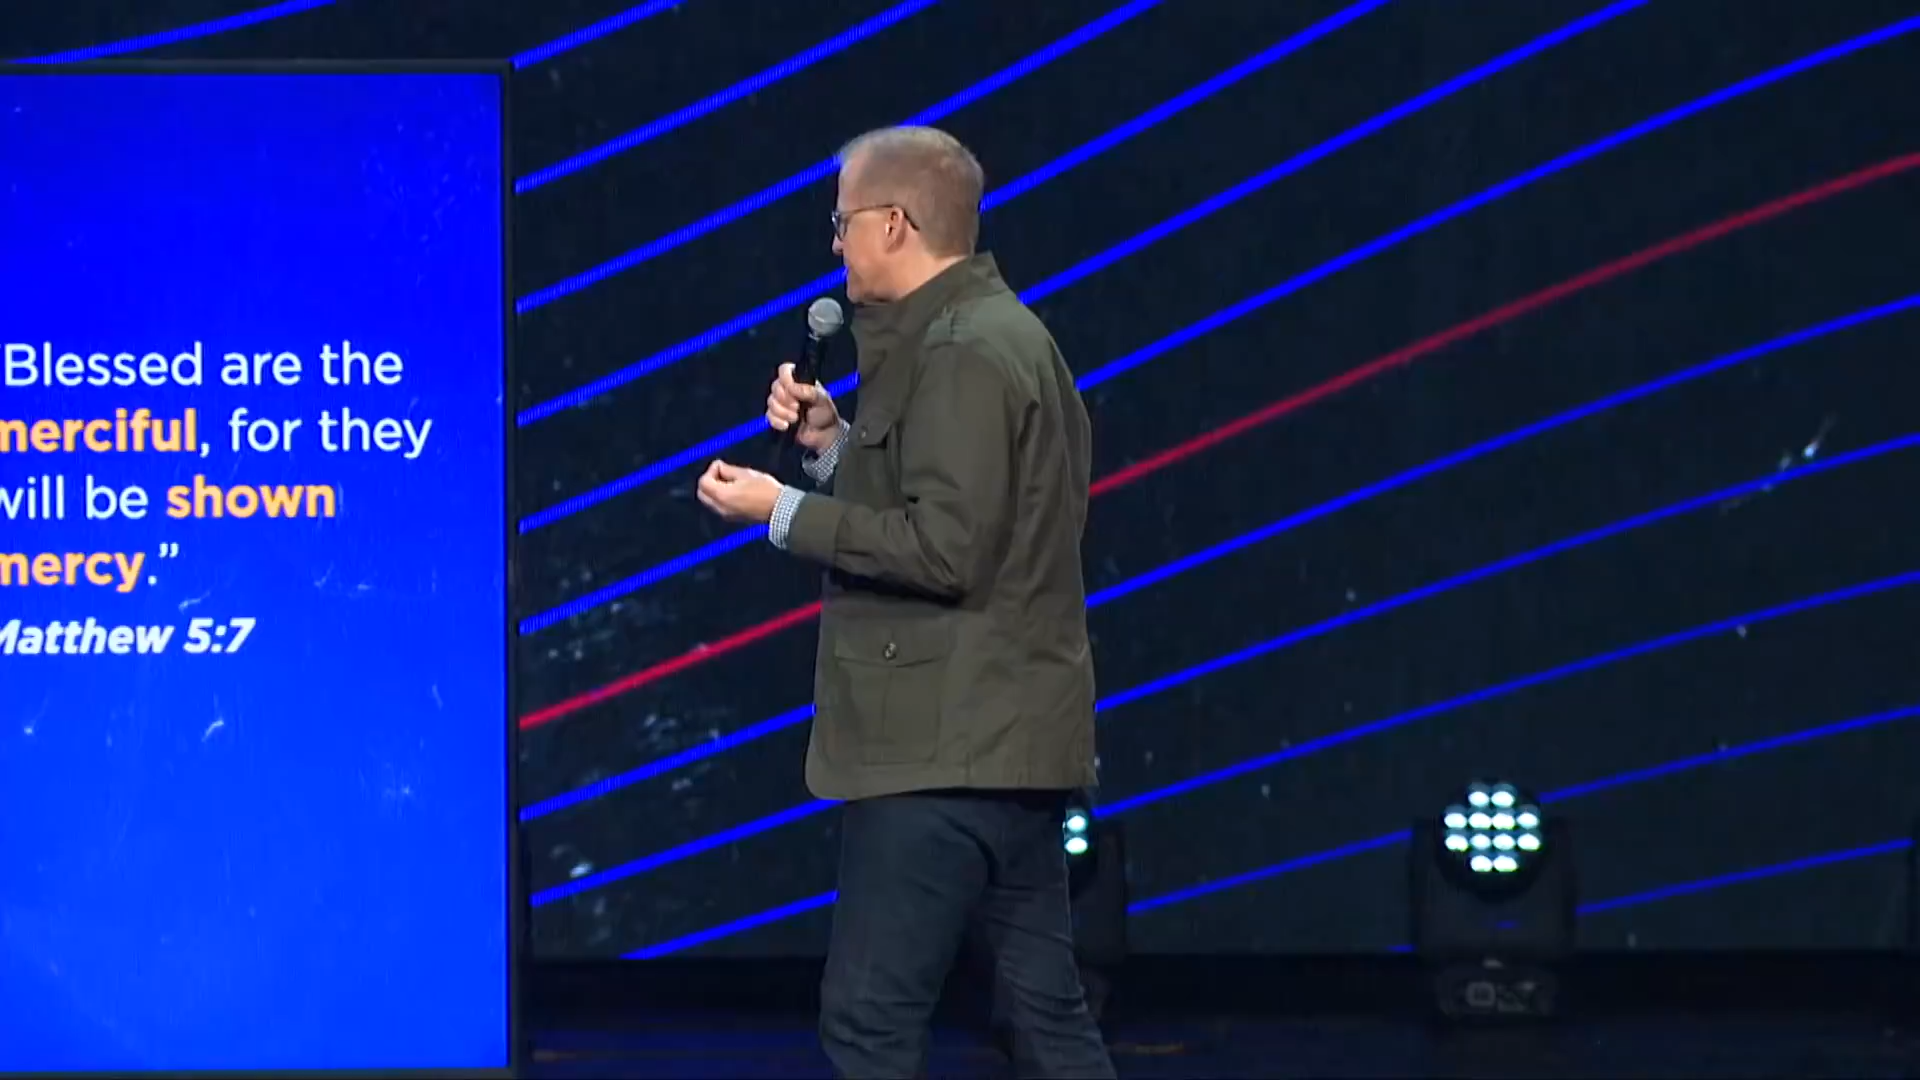 “Blessed are the
merciful, for they
will be shown
mercy.”
Matthew 5:7